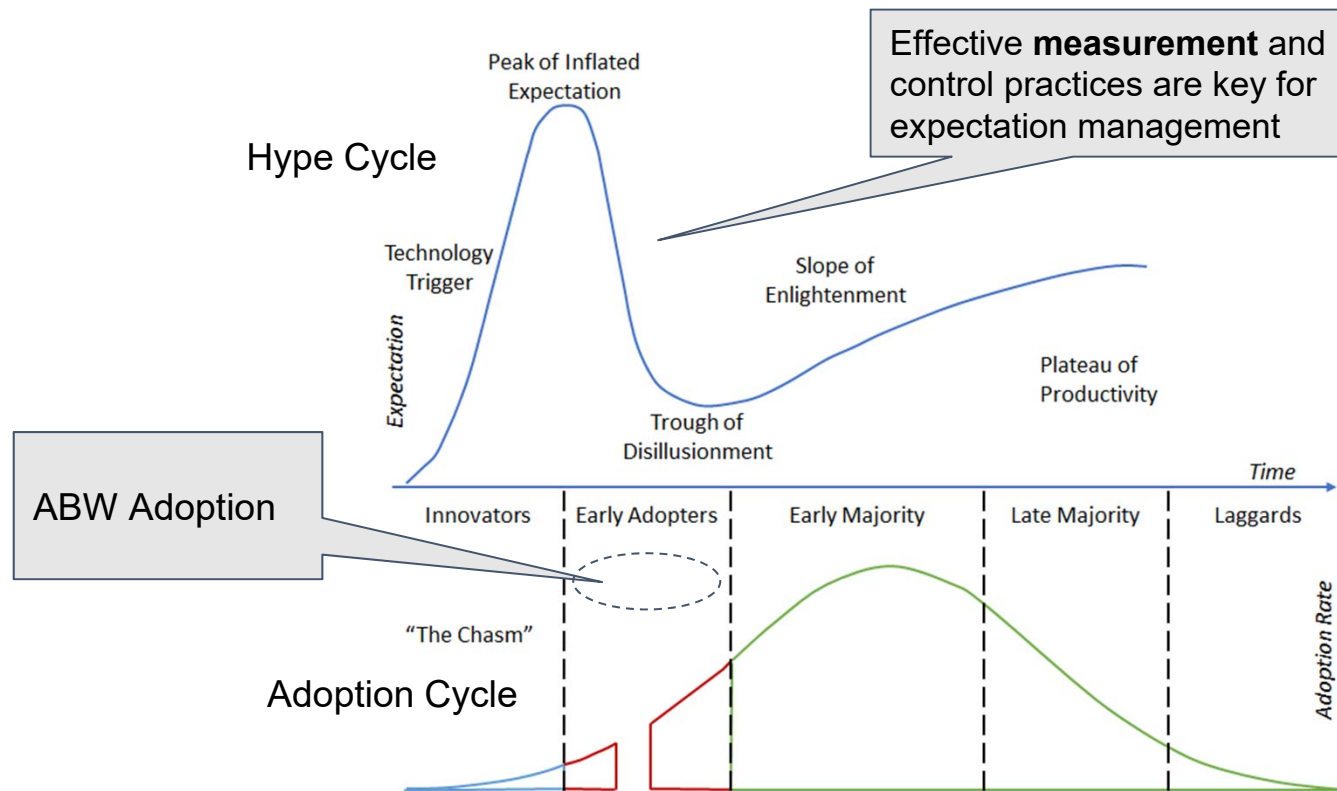 Effective measurement and
control practices are key for
expectation management
Peak of Inflated
Expectation
Hype Cycle
Technology
Trigger
Slope of
Enlightenment
Expectation
Plateau of
Productivity
Trough of
Disillusionment
Time
ABW Adoption
Innovators
Early Adopters
Early Majority
Late Majority
Laggards
“The Chasm”
Adoption Cycle
Adoption Rate